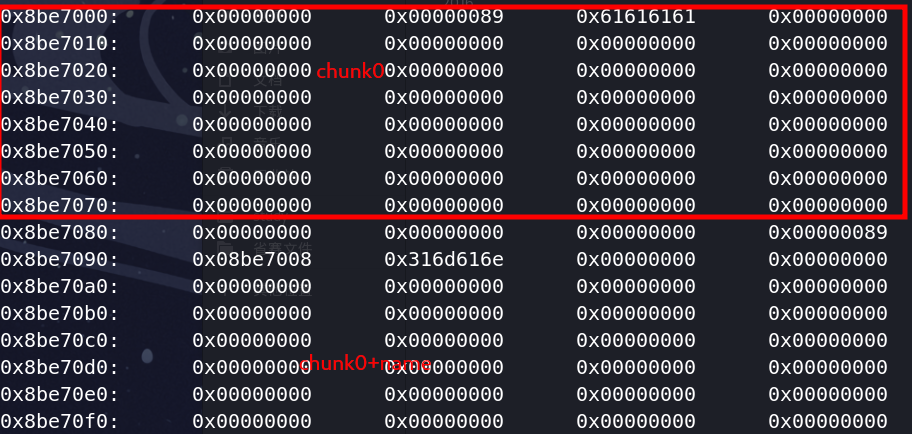 0x8be7000: 0x00000000 0x00000089 0x61616161 0x00000000
0x8be7010: 0x00000000 0x00000000 0x00000000 0x00000000
0x8be7020: 0x00000000 chunk0 0x00000000 0x00000000 0x00000000
0x8be7030: 0x00000000 0x00000000 0x00000000 0x00000000
0x8be7040: 0x00000000 0x00000000 0x00000000 0x00000000
0x8be7050: 0x00000000 0x00000000 0x00000000 0x00000000
0x8be7060: 0x00000000 0x00000000 0x00000000 0x00000000
0x8be7070: 0x00000000 0x00000000 0x00000000 0x00000000
0x8be7080: 0x00000000 0x00000000 0x00000000 0x00000089
0x8be7090: 0x08be7008 0x316d616e 0x00000000 0x00000000
0x8be70a0: 0x00000000 0x00000000 0x00000000 0x00000000
0x8be70b0: 0x00000000 0x00000000 0x00000000 0x00000000
0x8be70c0: 0x00000000 0x00000000 0x00000000 0x00000000
chunk0+name
0x8be70d0: 0x00000000 0x00000000 0x00000000 0x00000000
0x8be70e0: 0x00000000 0x00000000 0x00000000 0x00000000
0x8be70f0: 0x00000000 0x00000000 0x00000000 0x00000000